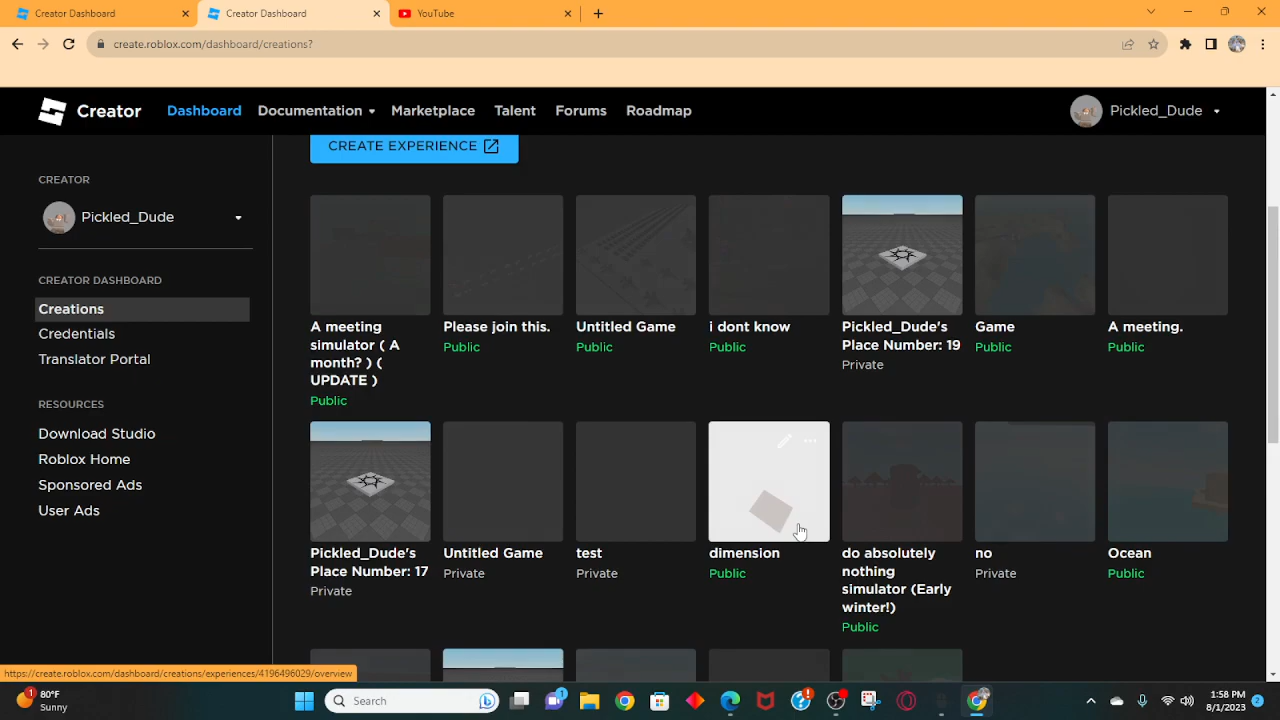 Creator Dashboard
Creator Dashboard
YouTube
create.roblox.com/dashboard/creations?
Creator
Dashboard
Documentation
Marketplace
Talent
Forums
Roadmap
Pickled_Dude
CREATE EXPERIENCE
CREATOR
Pickled_Dude
CREATOR DASHBOARD
Creations
Credentials
Translator Portal
RESOURCES
Download Studio
Roblox Home
Sponsored Ads
User Ads
A meeting
simulator ( A
month? ) (
UPDATE )
Public
Please join this.
Public
Untitled Game
Public
i dont know
Public
Pickled_Dude's
Place Number: 19
Private
Game
Public
A meeting.
Public
Pickled_Dude's
Place Number: 17
Private
Untitled Game
Private
test
Private
dimension
Public
do absolutely
nothing
simulator (Early
winter!)
Public
no
Private
Ocean
Public
https://create.roblox.com/dashboard/creations/experiences/4196496029/overview
1
80°F
Sunny
Search
1
1:58 PM
8/1/2023
2